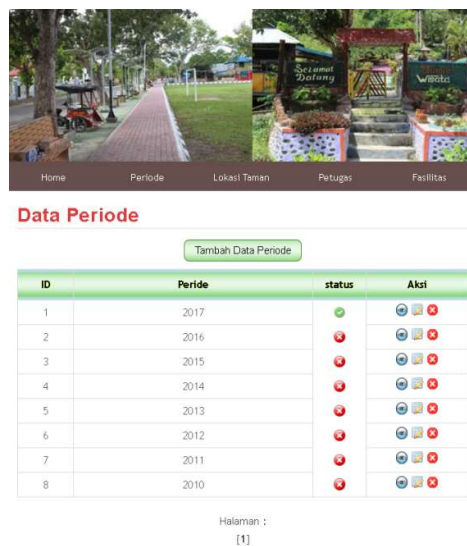 Selamat
Datang
Wisata
Home Periode Lokasi Taman Petugas Fasilitas
Data Periode
Tambah Data Periode
ID Peride status Aksi
1 2017
2 2016
3 2015
4 2014
5 2013
6 2012
7 2011
8 2010
Halaman :
[1]